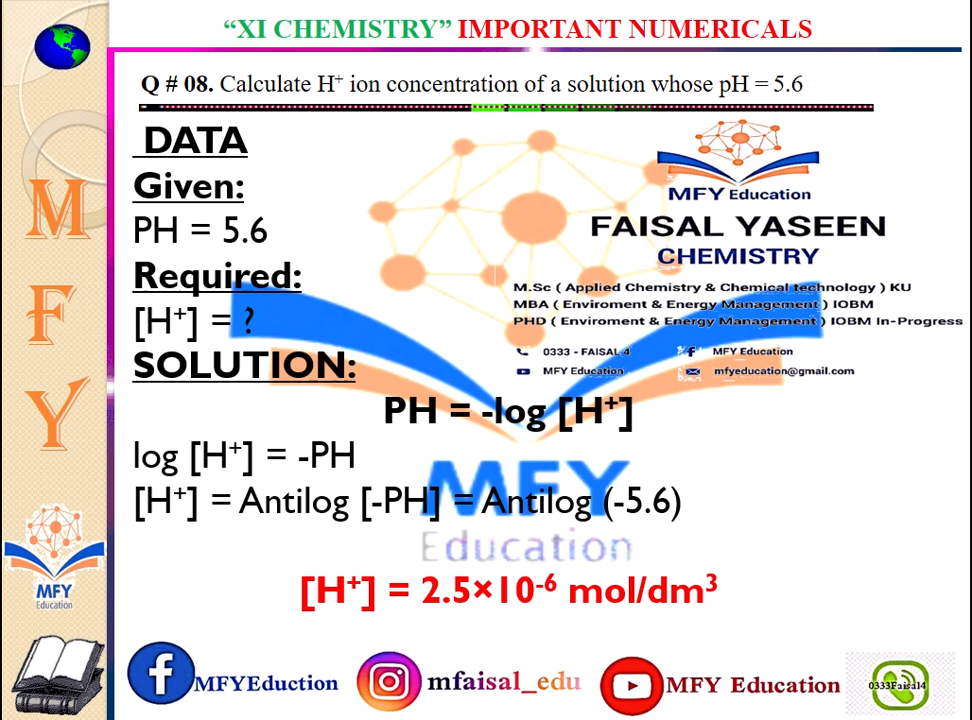 “XI CHEMISTRY” IMPORTANT NUMERICALS
Q # 08. Calculate H⁺ ion concentration of a solution whose pH = 5.6
DATA
Given:
PH = 5.6
Required:
[H⁺] = ?
SOLUTION:
PH = -log [H⁺]
log [H⁺] = -PH
[H⁺] = Antilog [-PH] = Antilog (-5.6)
[H⁺] = 2.5×10⁻⁶ mol/dm³
MFY Education
FAISAL YASEEN
CHEMISTRY
M.Sc ( Applied Chemistry & Chemical technology ) KU
MBA ( Enviroment & Energy Management ) IOBM
PHD ( Enviroment & Energy Management ) IOBM In-Progress
0333 - FAISAL 4 MFY Education
MFY Education mfyeducation@gmail.com
MFY
Education
M
F
Y
MFY
Education
MFYEduction mfaisal_edu MFY Education 0333Faisal4